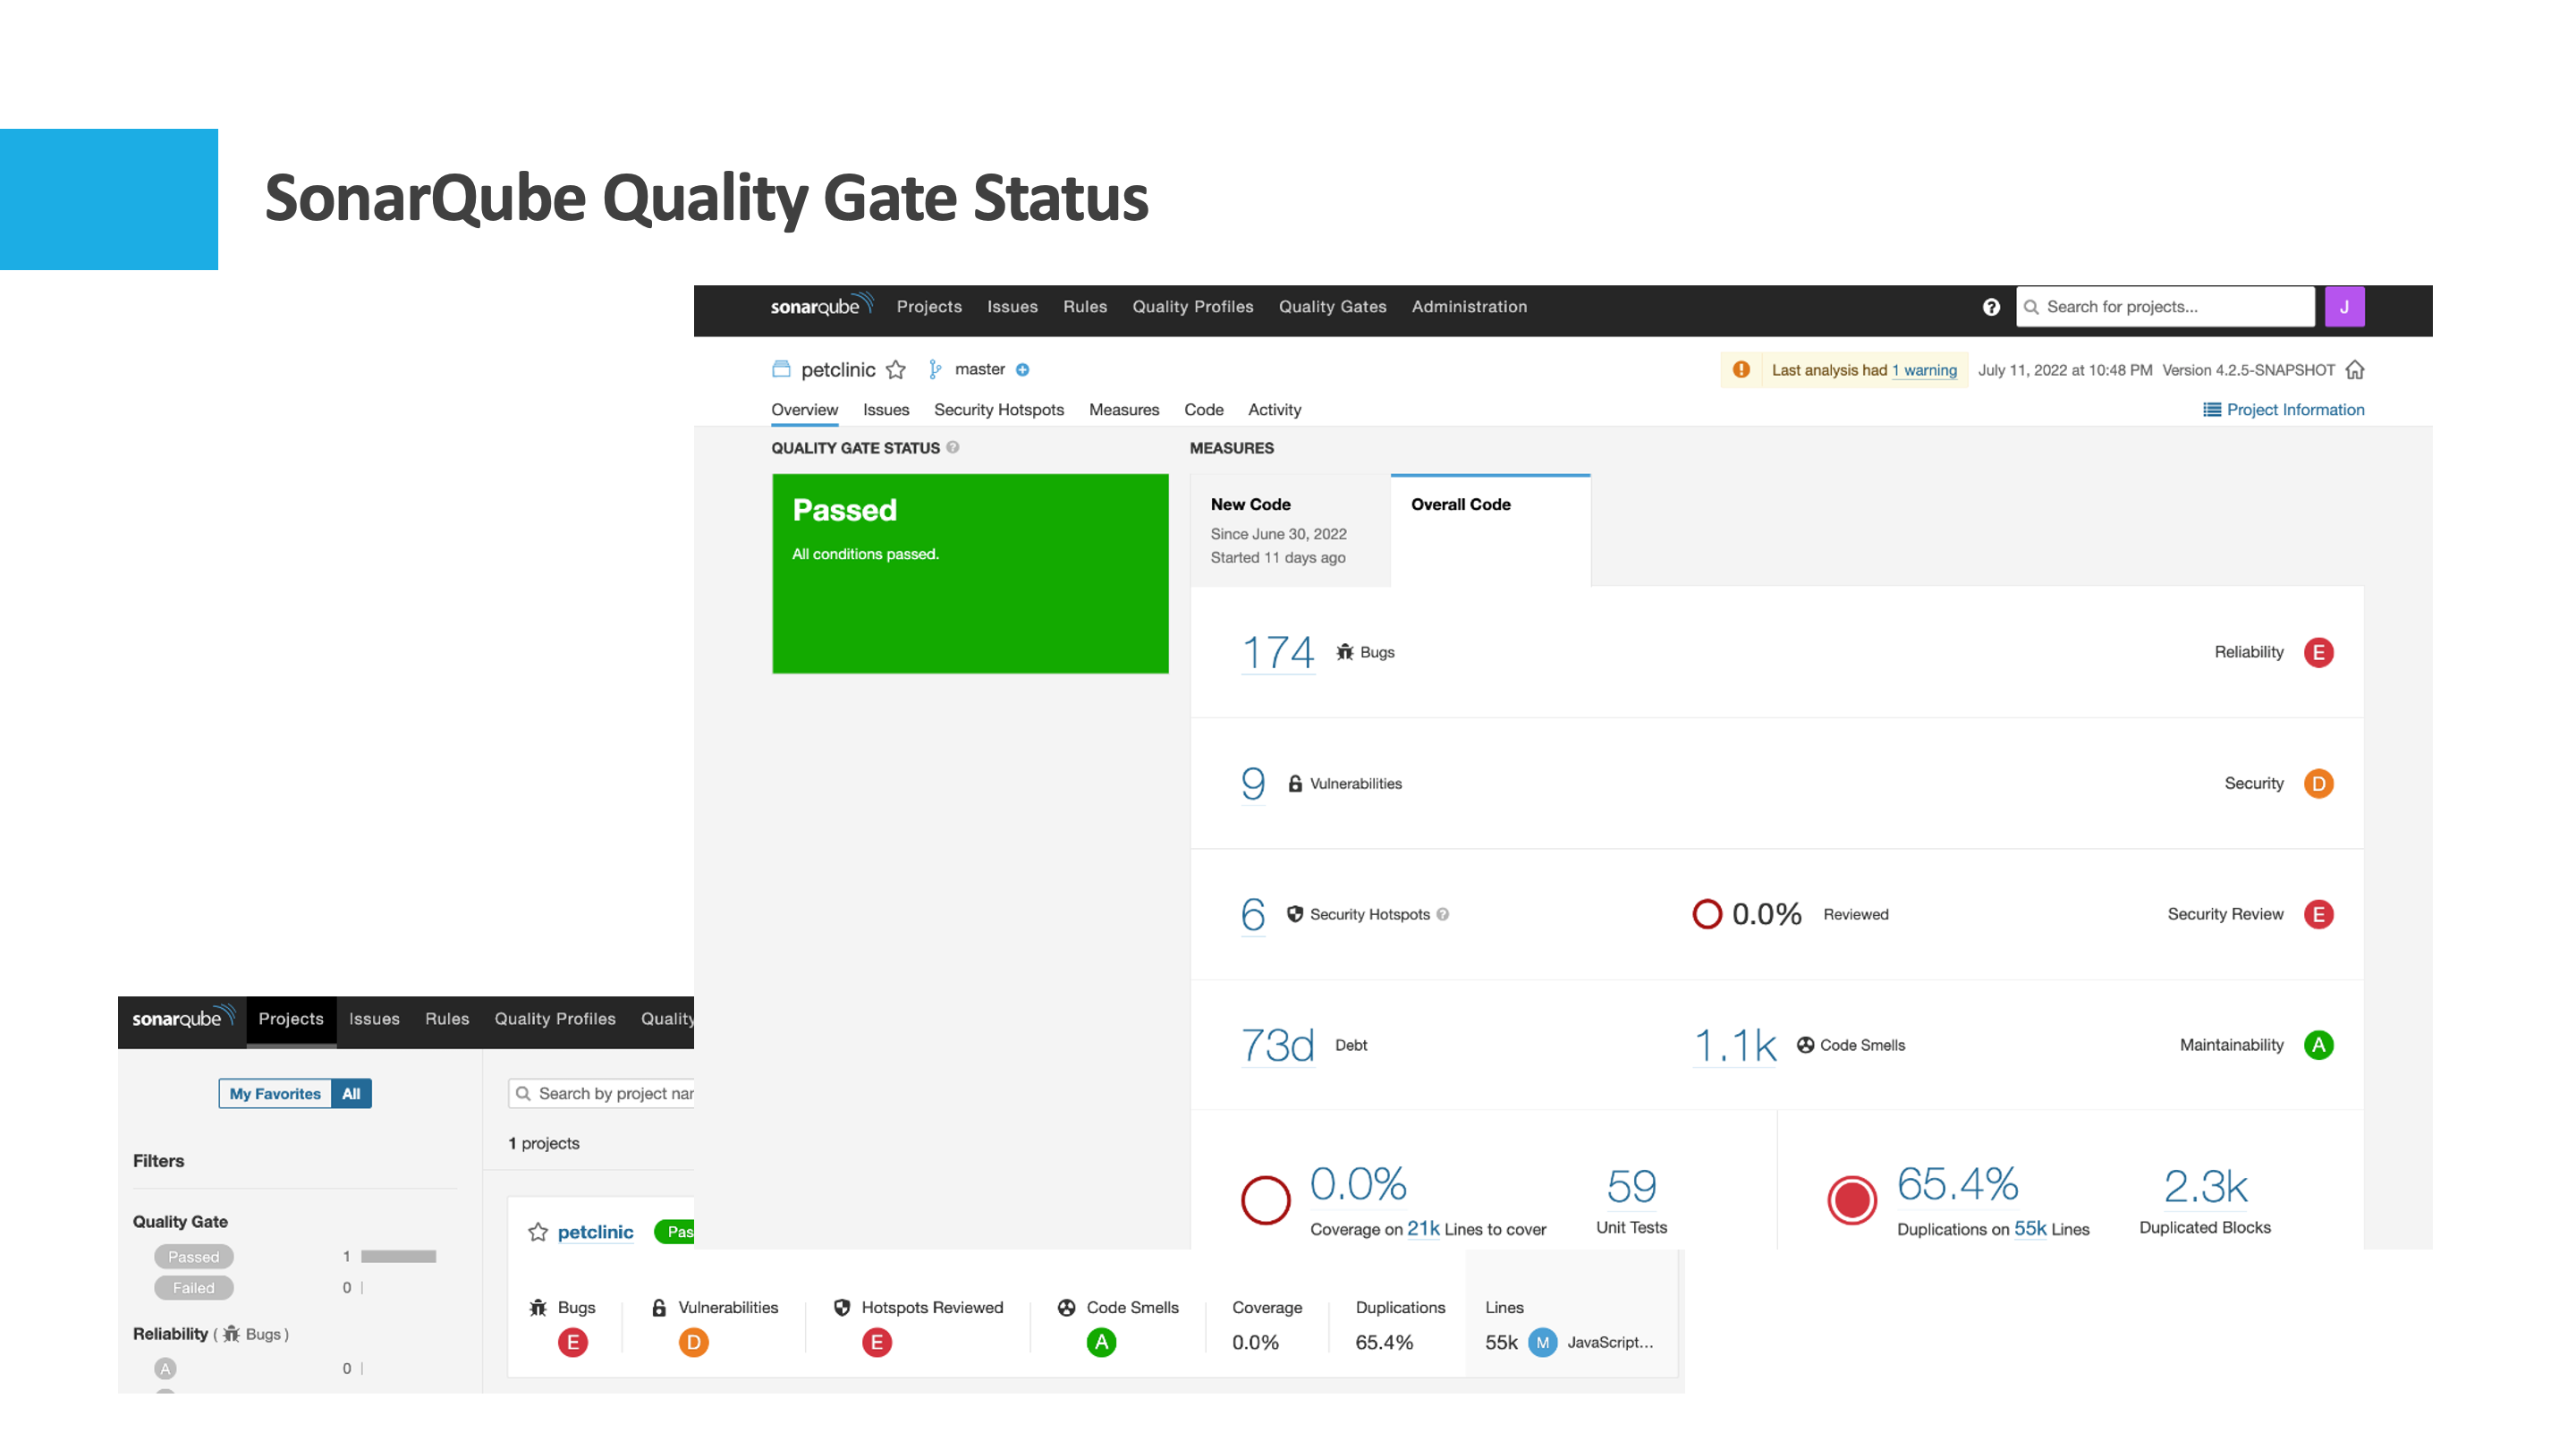 SonarQube Quality Gate Status
sonarqube Projects Issues Rules Quality Profiles Quality Gates Administration Search for projects... J
petclinic master Last analysis had 1 warning July 11, 2022 at 10:48 PM Version 4.2.5-SNAPSHOT
Overview Issues Security Hotspots Measures Code Activity Project Information
QUALITY GATE STATUS MEASURES
Passed
All conditions passed.
New Code Overall Code
Since June 30, 2022
Started 11 days ago
174 Bugs Reliability E
9 Vulnerabilities Security D
6 Security Hotspots 0.0% Reviewed Security Review E
73d Debt 1.1k Code Smells Maintainability A
0.0% 59 65.4% 2.3k
Coverage on 21k Lines to cover Unit Tests Duplications on 55k Lines Duplicated Blocks
sonarqube Projects Issues Rules Quality Profiles Quality
My Favorites All
Search by project nar
1 projects
Filters
Quality Gate
Passed 1
Failed 0
Reliability ( Bugs )
A 0
petclinic Pas
Bugs Vulnerabilities Hotspots Reviewed Code Smells Coverage Duplications Lines
E D E A 0.0% 65.4% 55k M JavaScript...